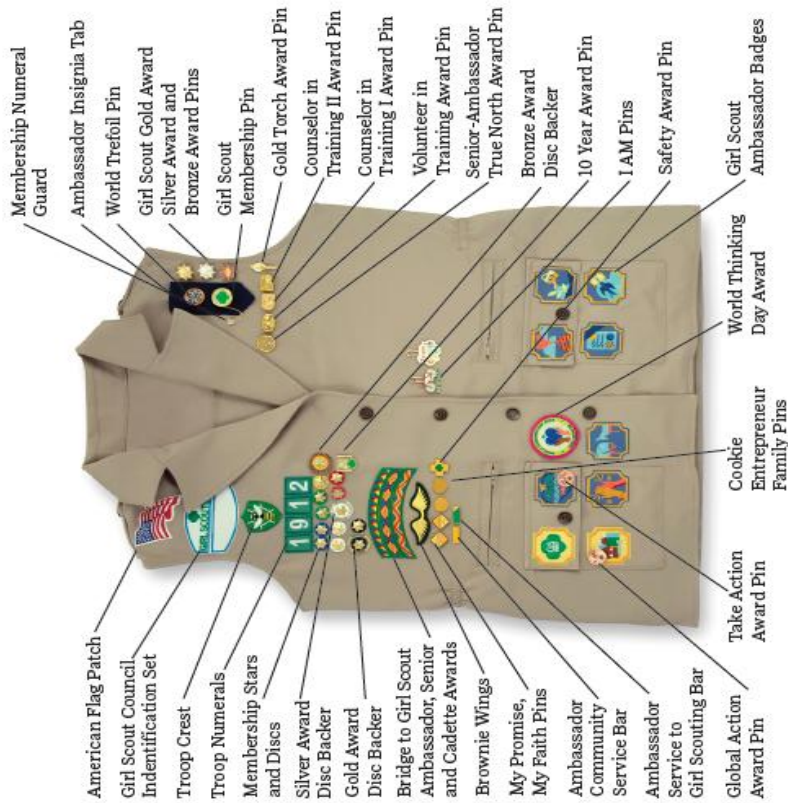 American Flag Patch
Girl Scout Council
Indentification Set
Troop Crest
Troop Numerals
Membership Stars
and Discs
Silver Award
Disc Backer
Gold Award
Disc Backer
Bridge to Girl Scout
Ambassador, Senior
and Cadette Awards
Brownie Wings
My Promise,
My Faith Pins
Ambassador
Community
Service Bar
Ambassador
Service to
Girl Scouting Bar
Global Action
Award Pin
Take Action
Award Pin
Cookie
Entrepreneur
Family Pins
World Thinking
Day Award
Membership Numeral
Guard
Ambassador Insignia Tab
World Trefoil Pin
Girl Scout Gold Award
Silver Award and
Bronze Award Pins
Girl Scout
Membership Pin
Gold Torch Award Pin
Counselor in
Training II Award Pin
Counselor in
Training I Award Pin
Volunteer in
Training Award Pin
Senior-Ambassador
True North Award Pin
Bronze Award
Disc Backer
10 Year Award Pin
I AM Pins
Safety Award Pin
Girl Scout
Ambassador Badges
GIRL SCOUTS
1912